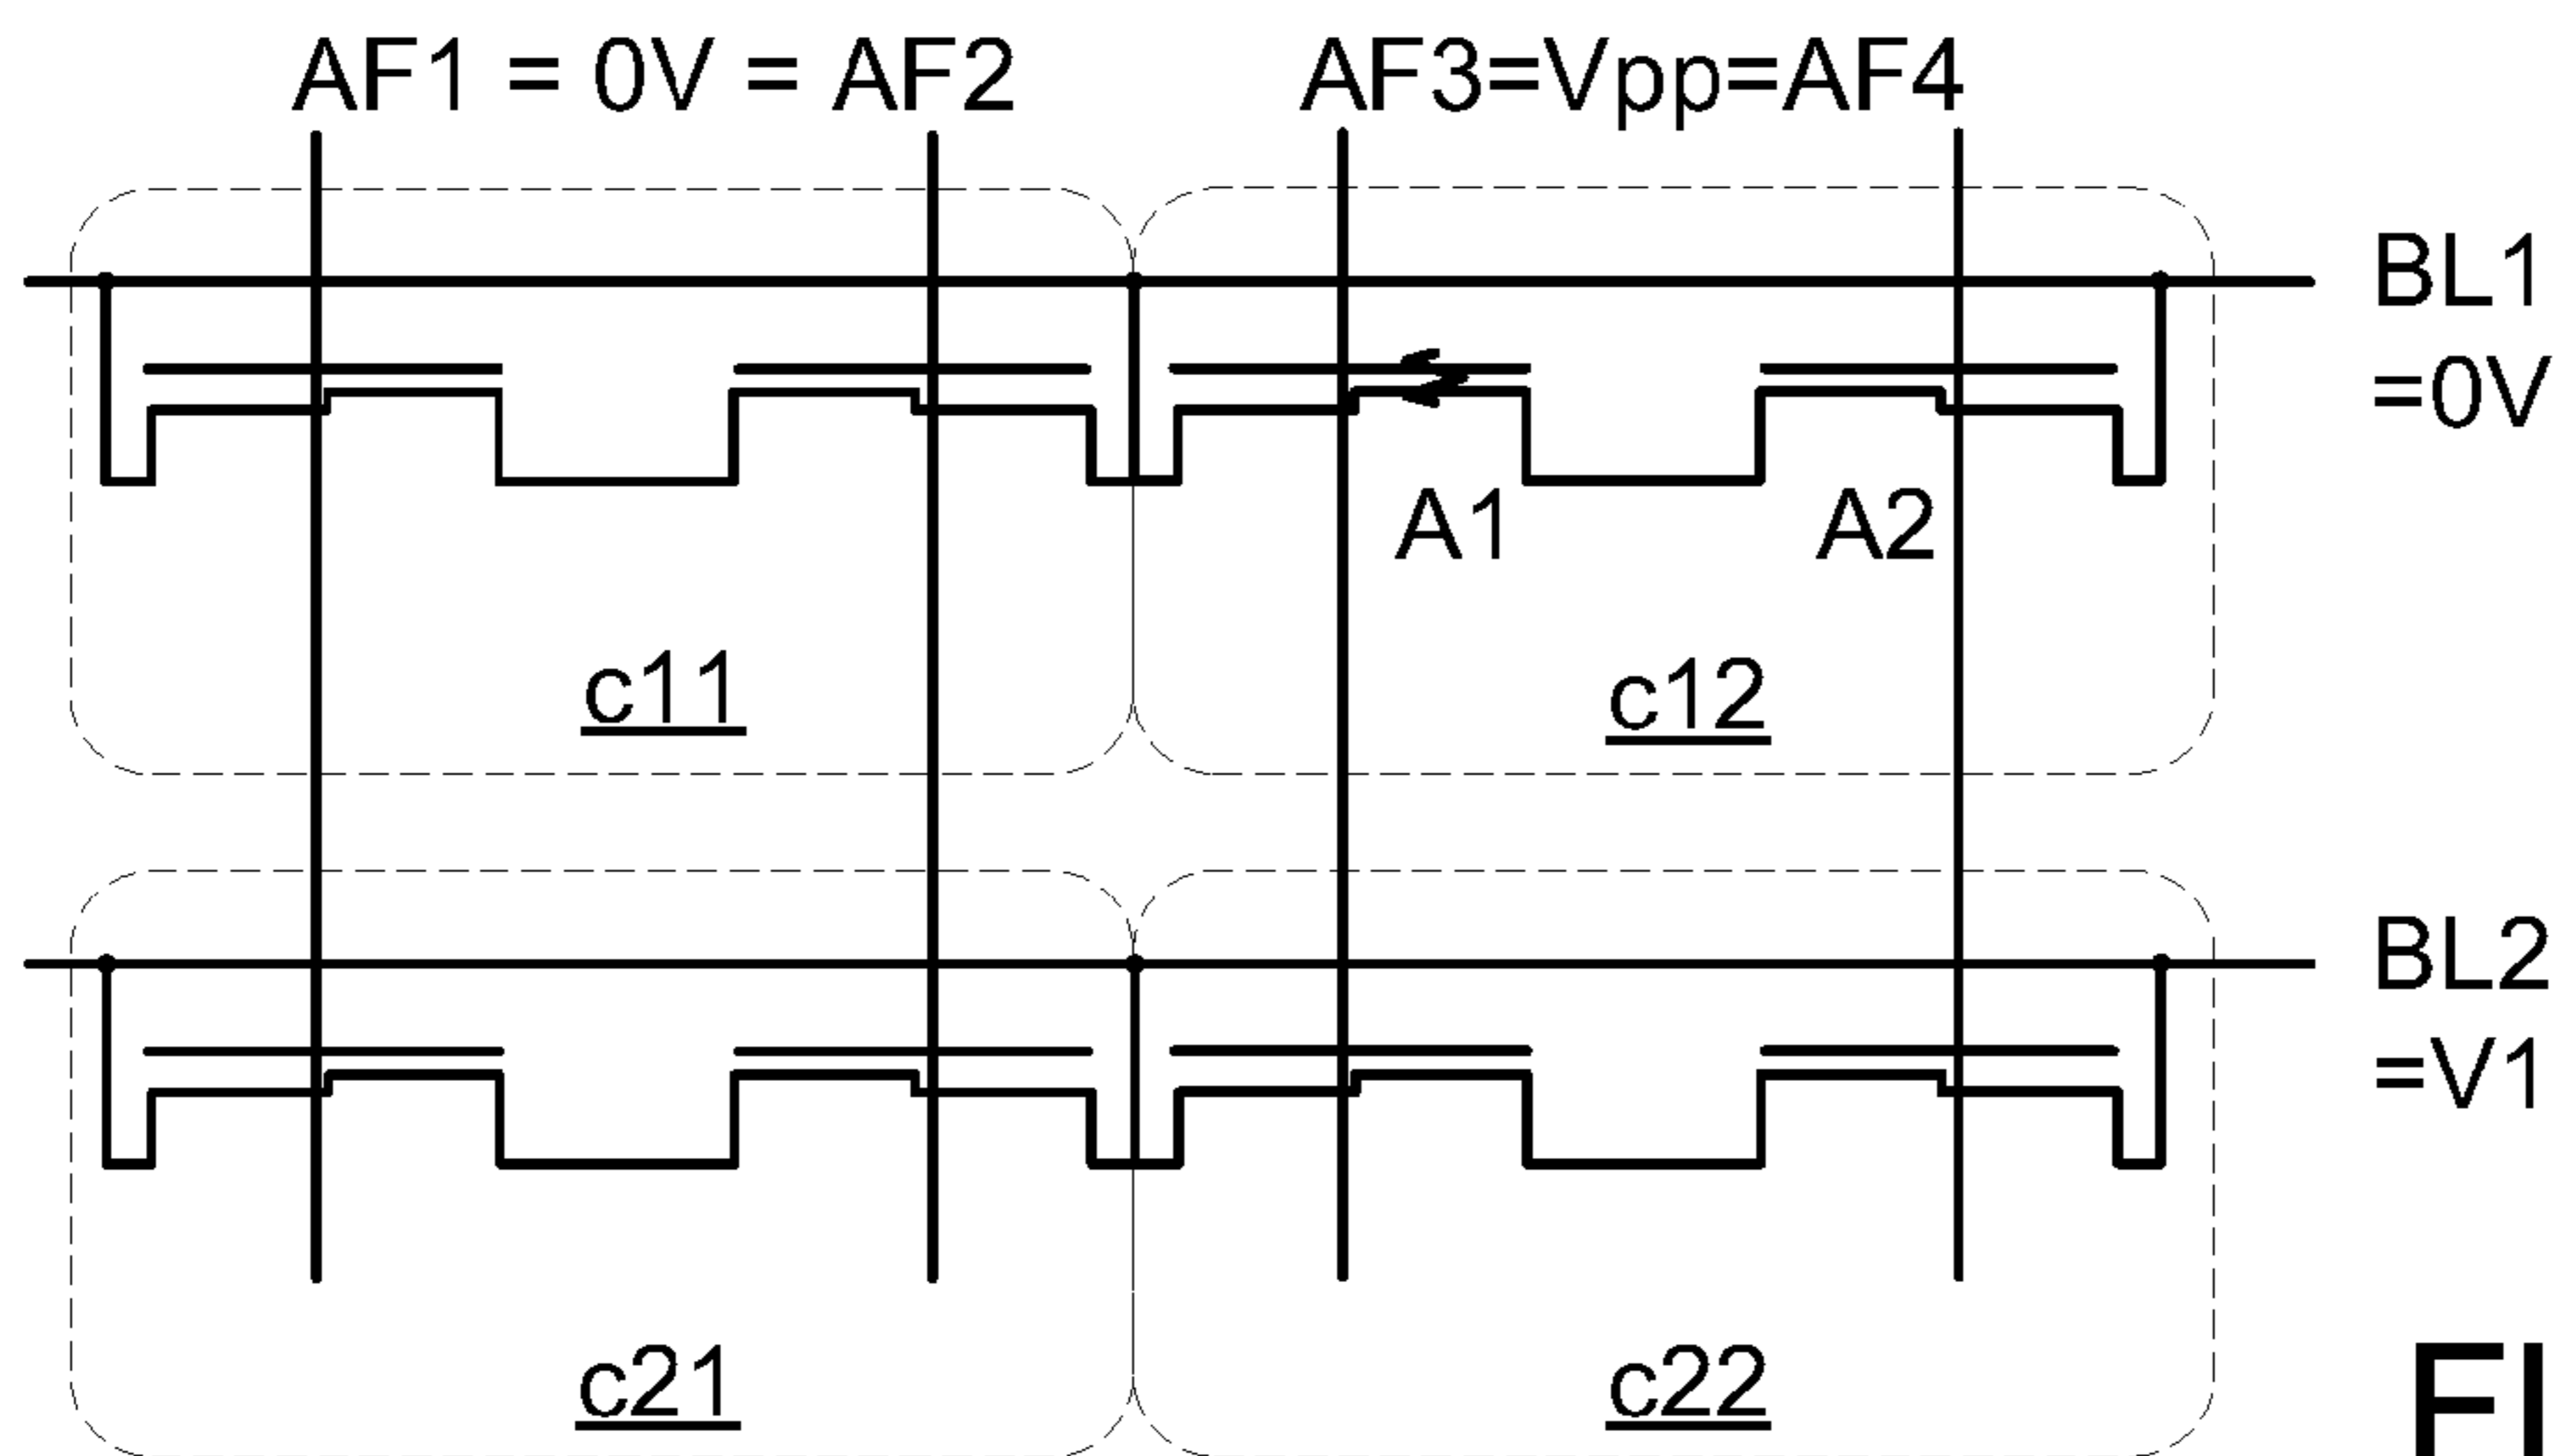 AF1 = 0V = AF2
AF3=Vpp=AF4
BL1
=0V
A1
A2
c11
c12
BL2
=V1
c21
c22